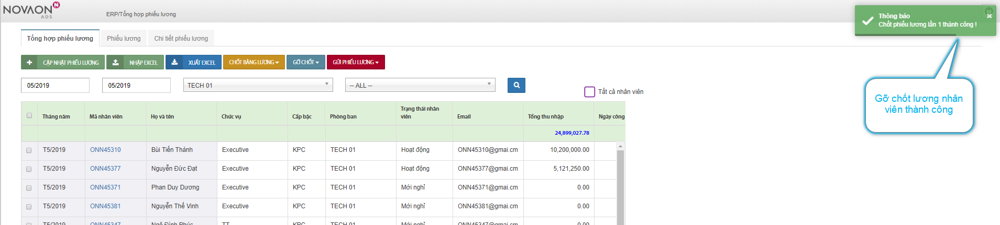 NOVAON
ADS
ERP/Tổng hợp phiếu lương
Thông báo
Chốt phiếu lương lần 1 thành công !
Tổng hợp phiếu lương
Phiếu lương
Chi tiết phiếu lương
CẬP NHẬT PHIẾU LƯƠNG
NHẬP EXCEL
XUẤT EXCEL
CHỐT BẢNG LƯƠNG
GỠ CHỐT
GỬI PHIẾU LƯƠNG
05/2019
05/2019
TECH 01
-- ALL --
Tất cả nhân viên
Gỡ chốt lương nhân
viên thành công
Tháng năm
Mã nhân viên
Họ và tên
Chức vụ
Cấp bậc
Phòng ban
Trạng thái nhân
viên
Email
Tổng thu nhập
Ngày công
24,899,027.78
T5/2019 ONN45310 Bùi Tiến Thành Executive KPC TECH 01 Hoạt động ONN45310@gmai.cm 10,200,000.00
T5/2019 ONN45377 Nguyễn Đức Đạt Executive KPC TECH 01 Hoạt động ONN45377@gmai.cm 5,121,250.00
T5/2019 ONN45371 Phan Duy Dương Executive KPC TECH 01 Mới nghỉ ONN45371@gmai.cm 0.00
T5/2019 ONN45381 Nguyễn Thế Vinh Executive KPC TECH 01 Mới nghỉ ONN45381@gmai.cm 0.00
T5/2019 ONN45347 Ngô Đình Phúc TT KPC TECH 01 Mới nghỉ ONN45347@gmai.cm 0.00